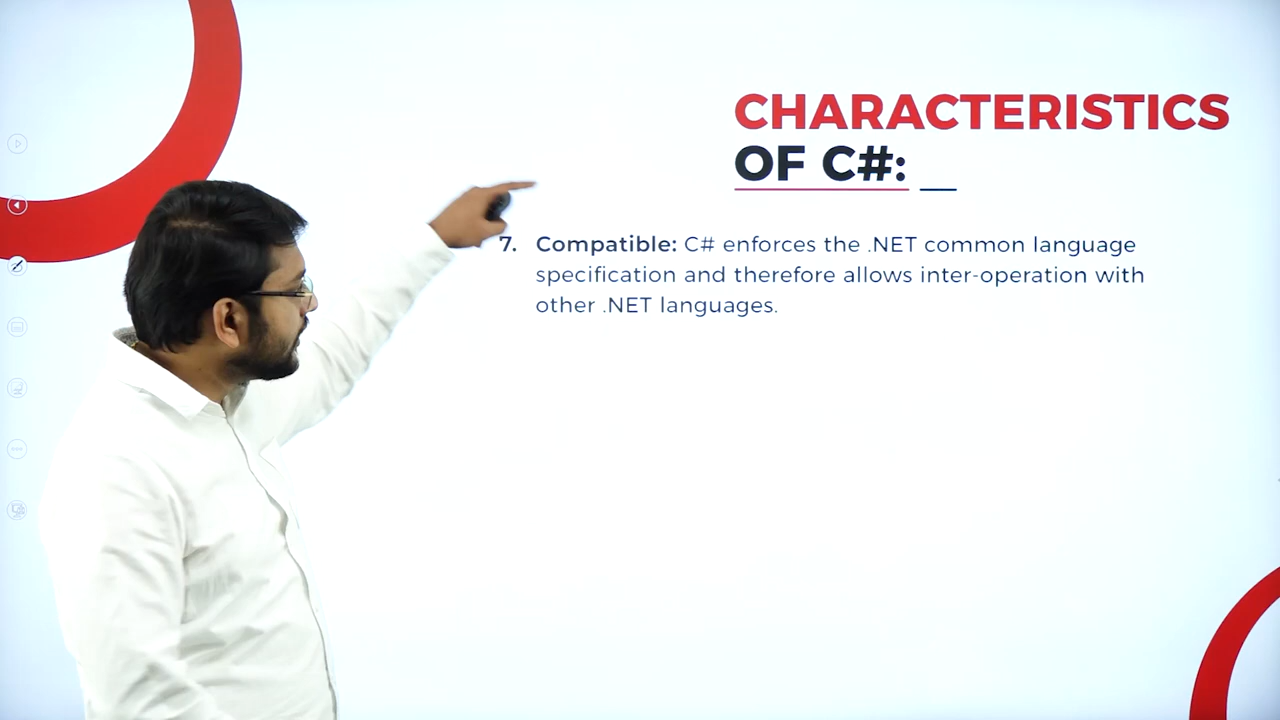 CHARACTERISTICS
OF C#:
7. Compatible: C# enforces the .NET common language
specification and therefore allows inter-operation with
other .NET languages.